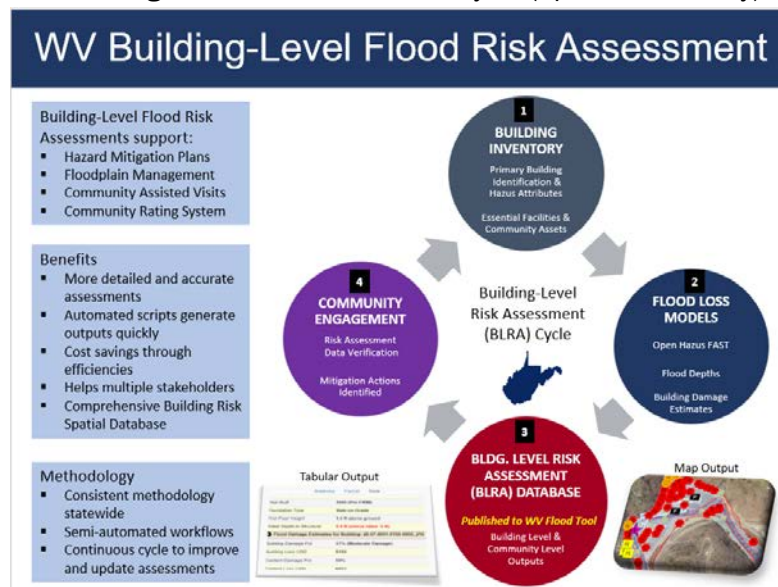 WV Building-Level Flood Risk Assessment
Building-Level Flood Risk
Assessments support:
▪ Hazard Mitigation Plans
▪ Floodplain Management
▪ Community Assisted Visits
▪ Community Rating System
Benefits
▪ More detailed and accurate
assessments
▪ Automated scripts generate
outputs quickly
▪ Cost savings through
efficiencies
▪ Helps multiple stakeholders
▪ Comprehensive Building Risk
Spatial Database
Methodology
▪ Consistent methodology
statewide
▪ Semi-automated workflows
▪ Continuous cycle to improve
and update assessments
1
BUILDING
INVENTORY
Primary Building
Identification &
Hazus Attributes
Essential Facilities &
Community Assets
2
FLOOD LOSS
MODELS
Open Hazus FAST
Flood Depths
Building Damage
Estimates
3
BLDG. LEVEL RISK
ASSESSMENT
(BLRA) DATABASE
Published to WV Flood Tool
Building Level &
Community Level
Outputs
4
COMMUNITY
ENGAGEMENT
Risk Assessment
Data Verification
Mitigation Actions
Identified
Building-Level
Risk Assessment
(BLRA) Cycle
Tabular Output
Map Output